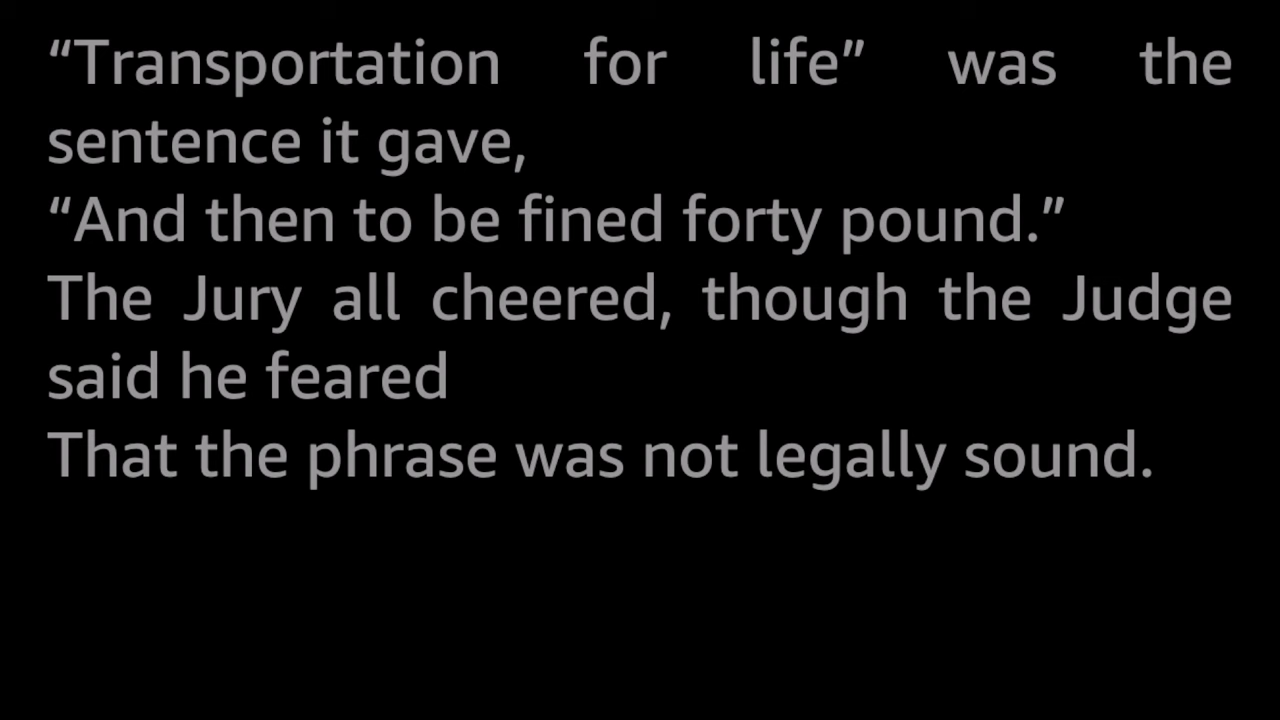 “Transportation for life” was the
sentence it gave,
“And then to be fined forty pound.”
The Jury all cheered, though the Judge
said he feared
That the phrase was not legally sound.